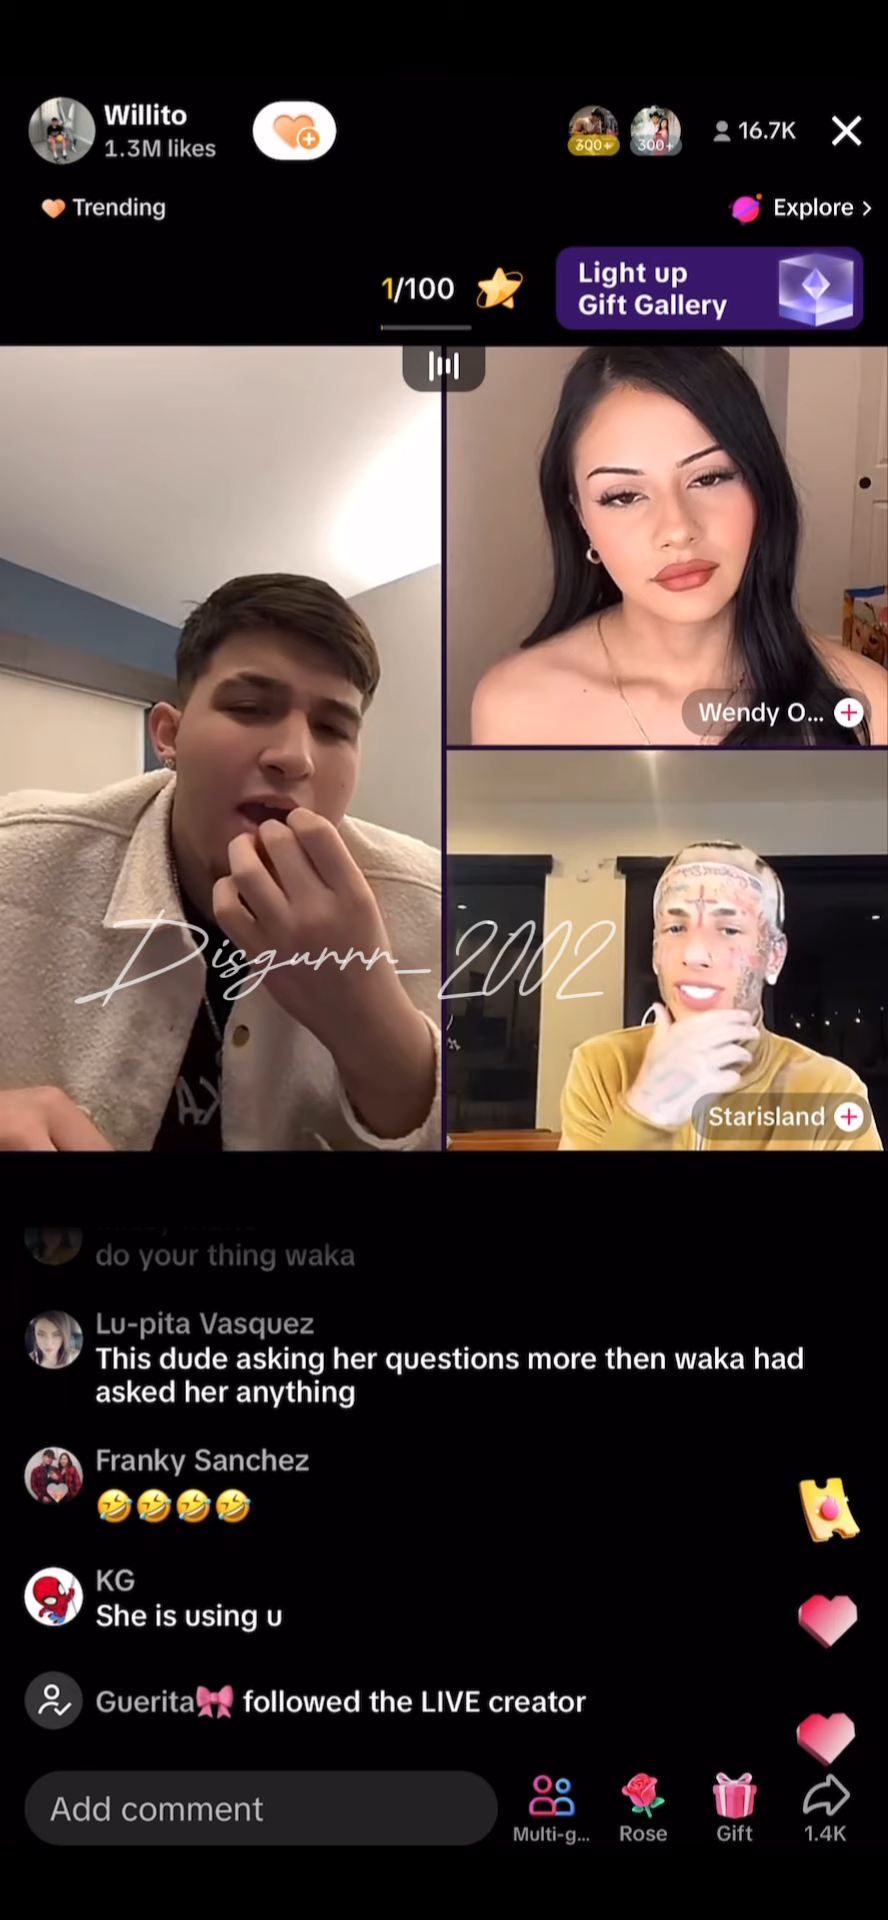 Willito
1.3M likes
300+
300+
16.7K
Trending
Explore >
1/100
Light up
Gift Gallery
Wendy O...
Disgunnn_2002
Starisland
do your thing waka
Lu-pita Vasquez
This dude asking her questions more then waka had
asked her anything
Franky Sanchez
🤣🤣🤣🤣
KG
She is using u
Guerita🎀 followed the LIVE creator
Add comment
Multi-g...
Rose
Gift
1.4K